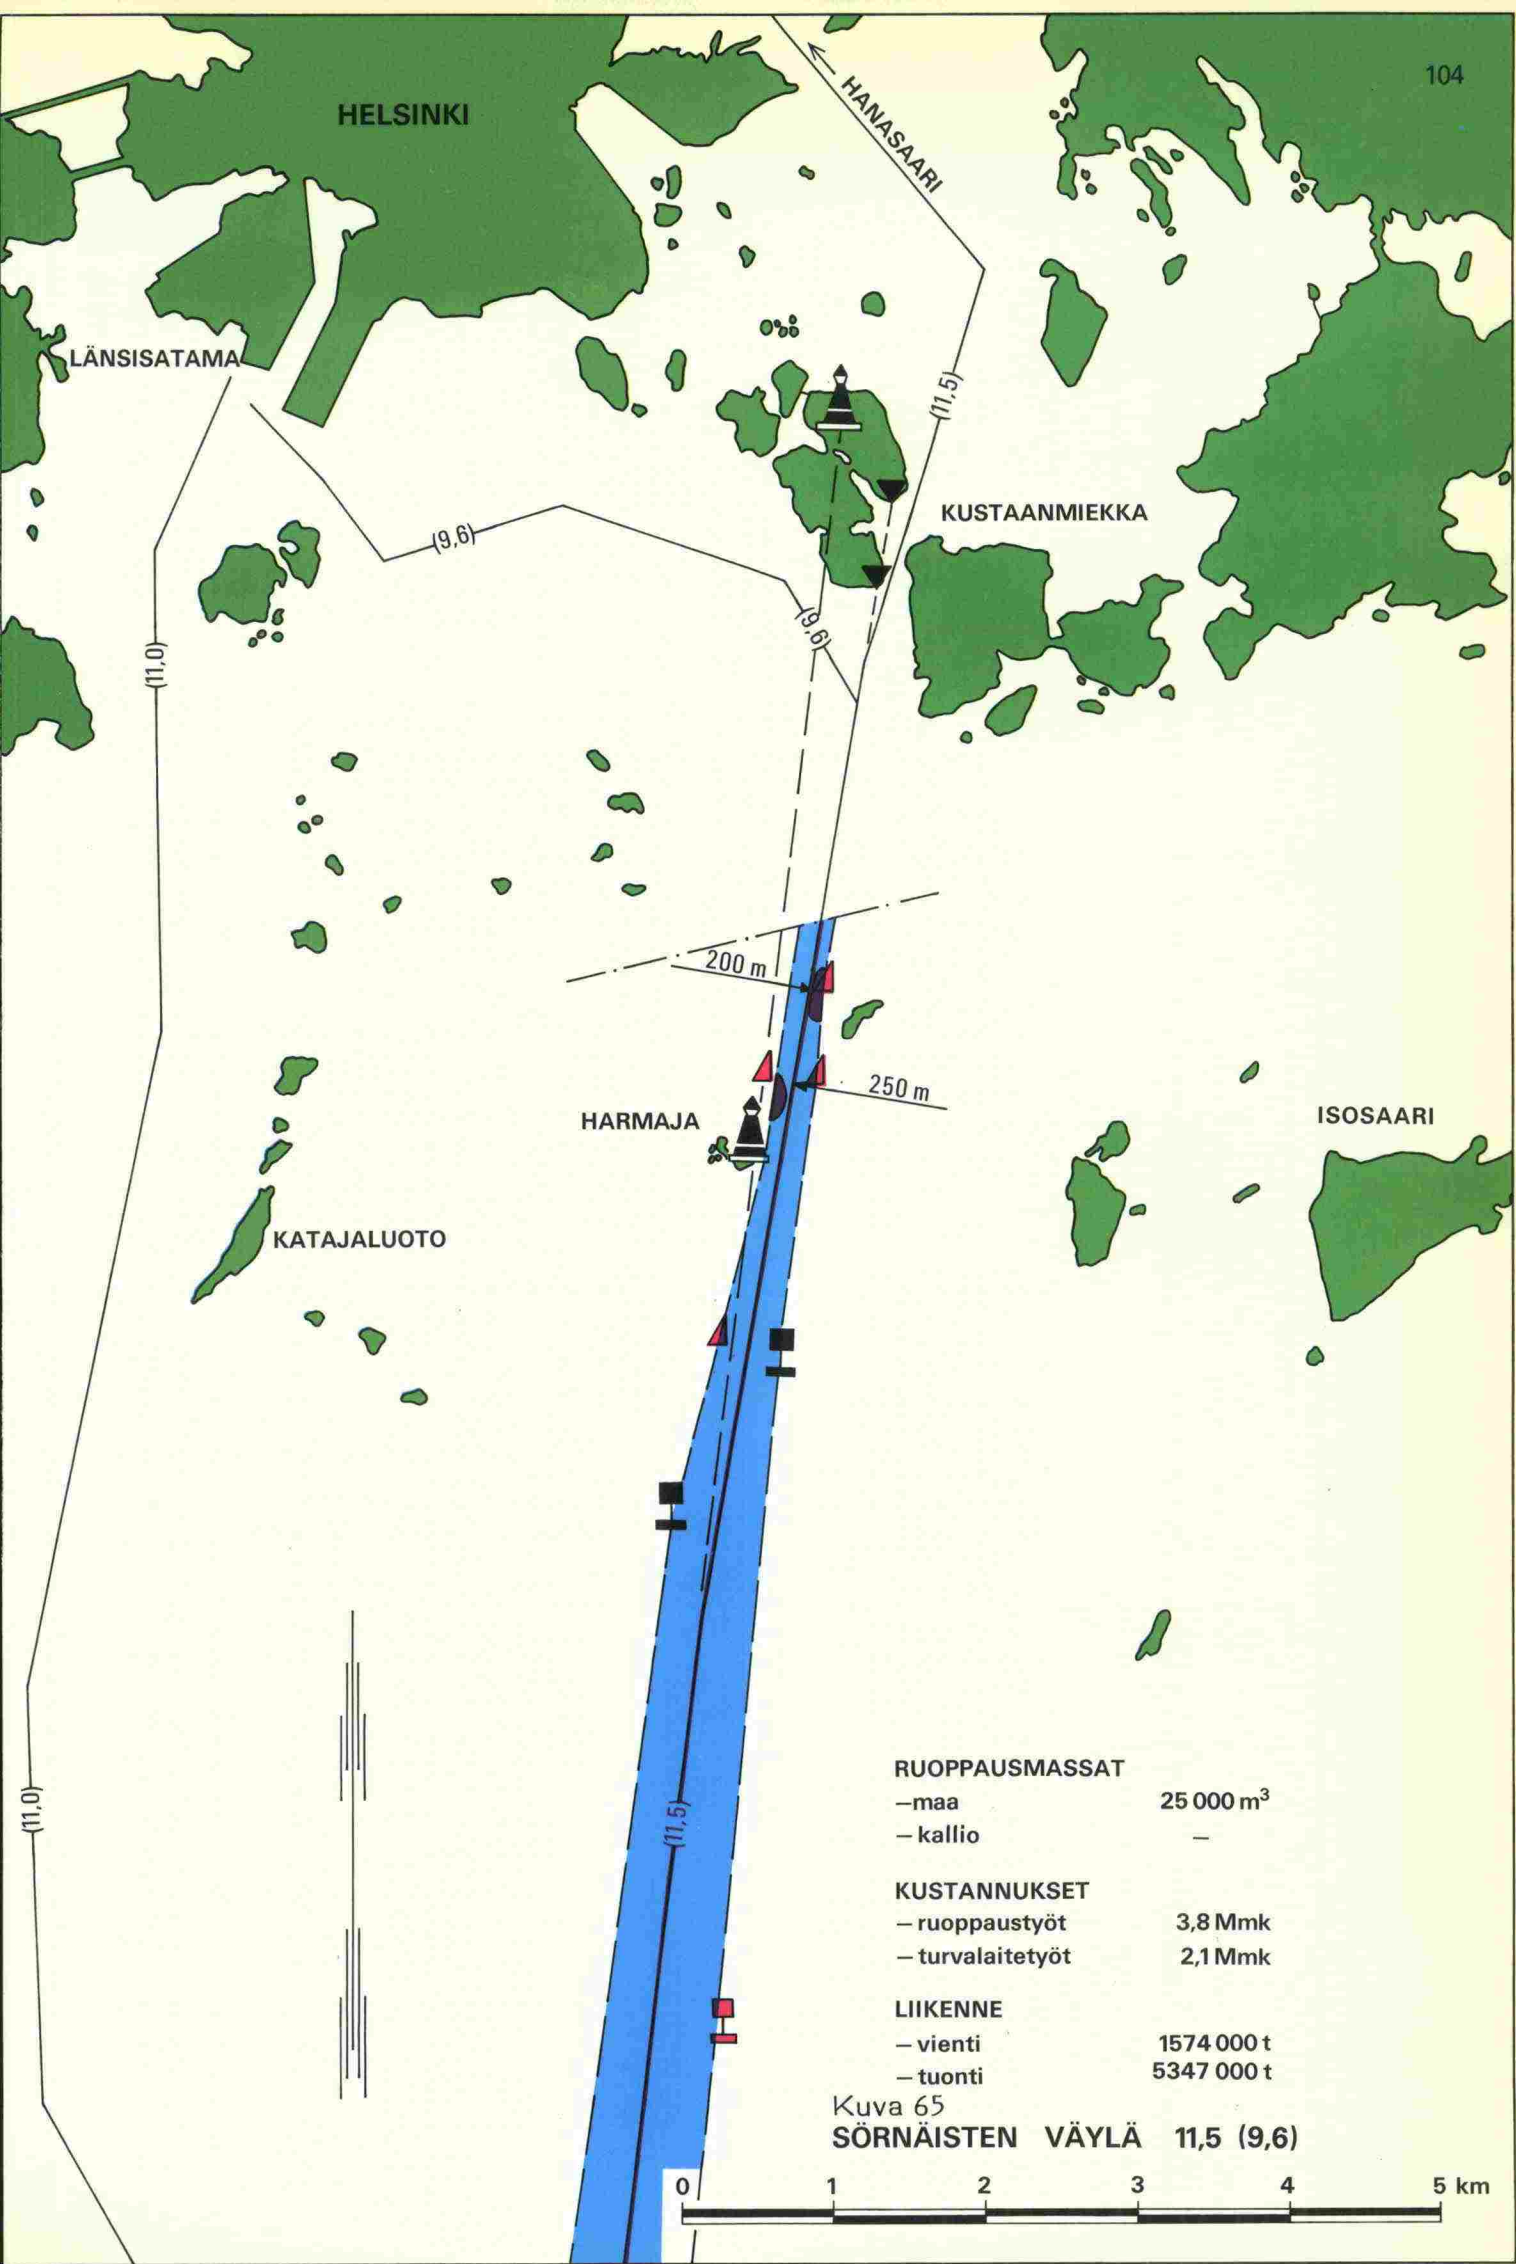 104
HELSINKI
HANASAARI
LÄNSISATAMA
(11,5)
KUSTAANMIEKKA
(9,6)
(9,6)
(11,0)
200 m
250 m
HARMAJA
ISOSAARI
KATAJALUOTO
(11,0)
(11,5)
RUOPPAUSMASSAT
–maa 25 000 m³
– kallio –
KUSTANNUKSET
– ruoppaustyöt 3,8 Mmk
– turvalaitetyöt 2,1 Mmk
LIIKENNE
– vienti 1574 000 t
– tuonti 5347 000 t
Kuva 65
SÖRNÄISTEN VÄYLÄ 11,5 (9,6)
0 1 2 3 4 5 km